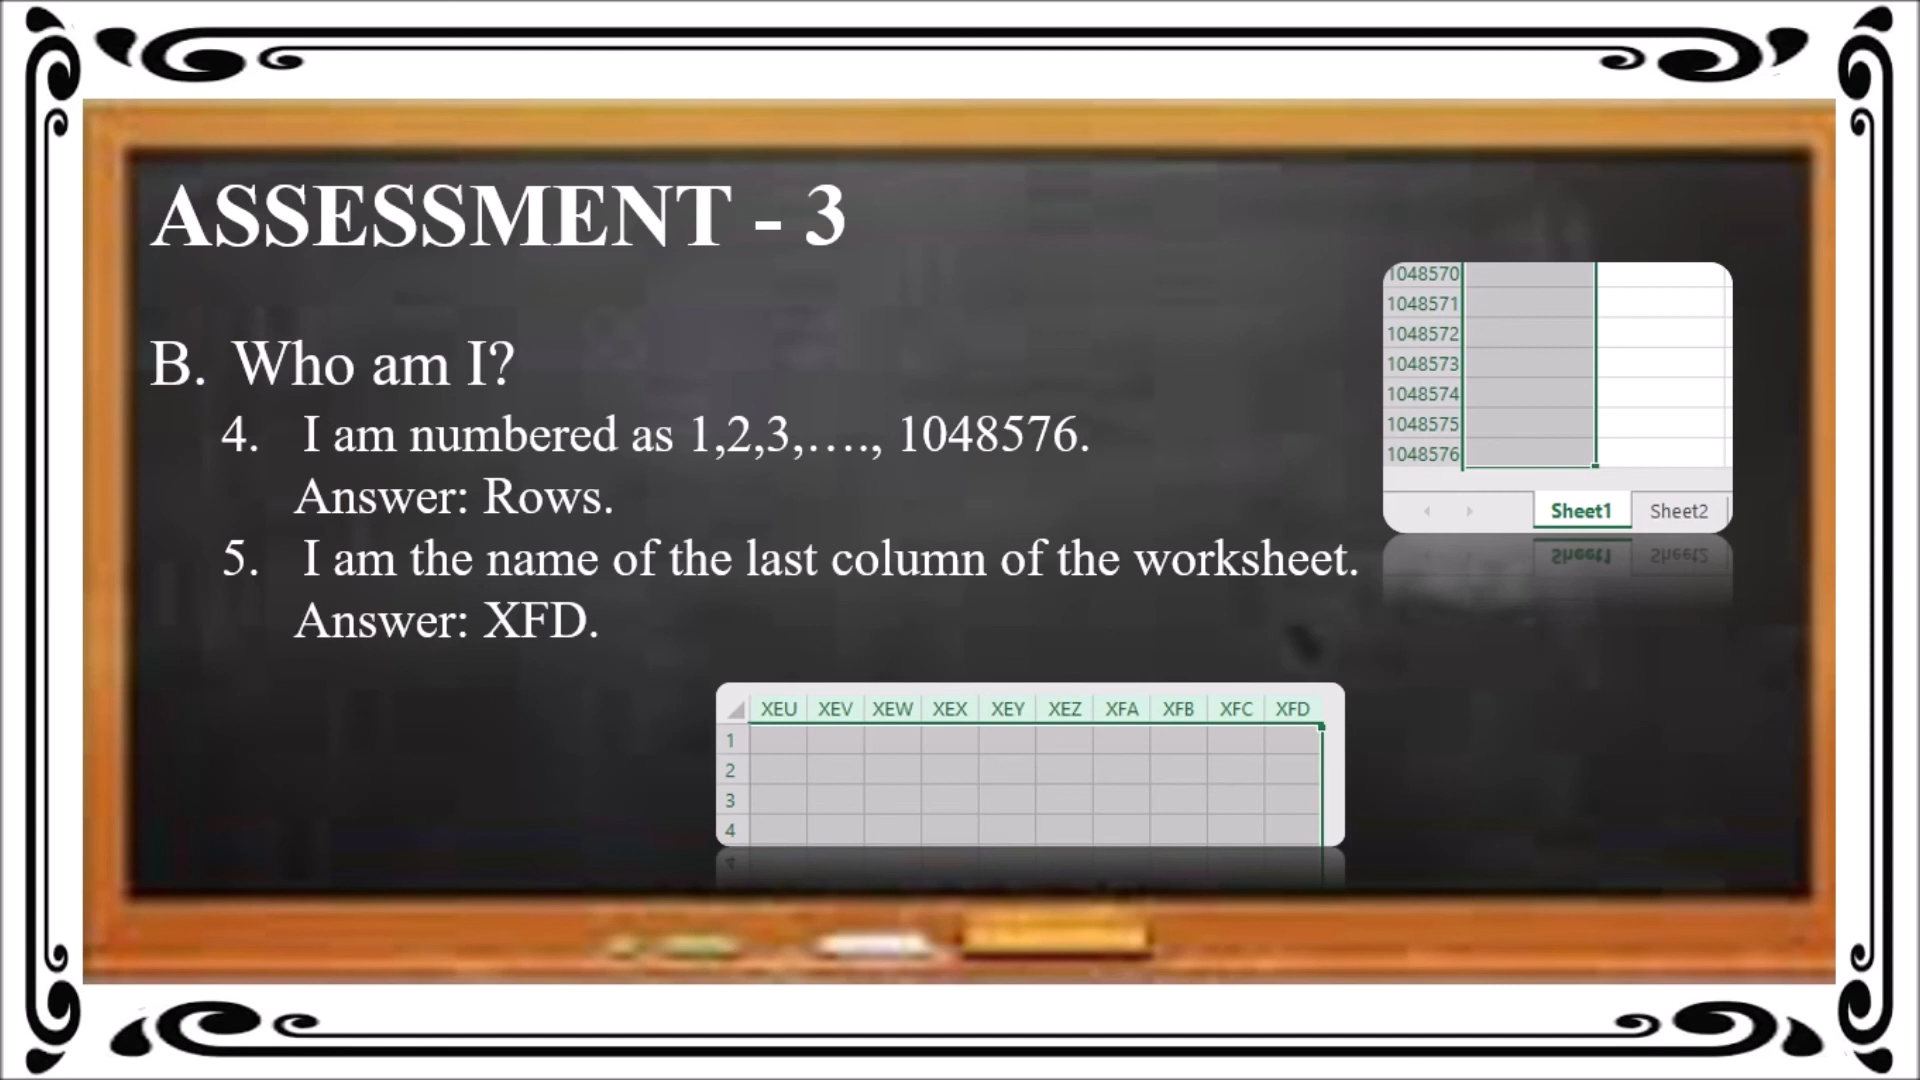 ASSESSMENT - 3
B. Who am I?
4. I am numbered as 1,2,3,...., 1048576.
Answer: Rows.
5. I am the name of the last column of the worksheet.
Answer: XFD.
1048570
1048571
1048572
1048573
1048574
1048575
1048576
Sheet1 Sheet2
XEU XEV XEW XEX XEY XEZ XFA XFB XFC XFD
1
2
3
4